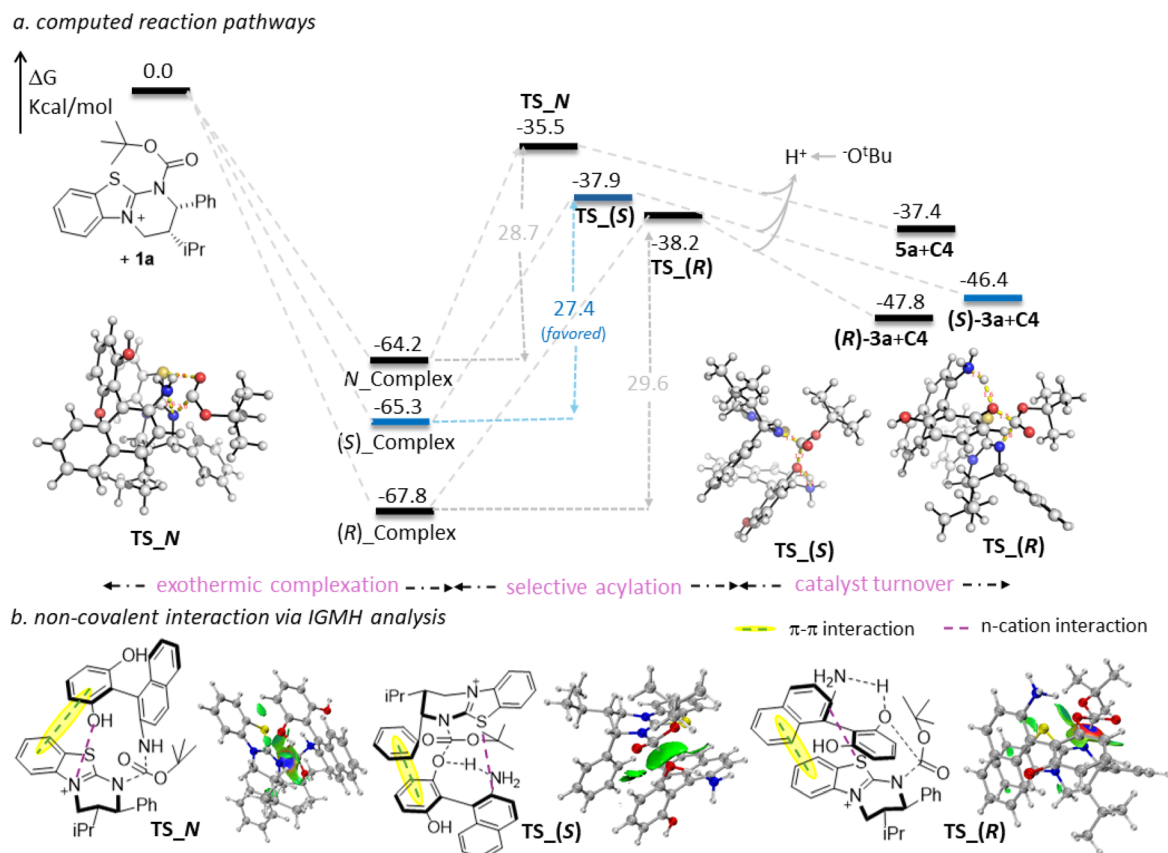 a. computed reaction pathways
ΔG
Kcal/mol
0.0
O
O
N
S
N
+
Ph
iPr
+ 1a
TS_N
-35.5
-37.9
TS_(S)
-38.2
TS_(R)
H⁺
⁻OᵗBu
28.7
27.4
(favored)
29.6
-37.4
5a+C4
-46.4
(S)-3a+C4
-47.8
(R)-3a+C4
-64.2
N_Complex
-65.3
(S)_Complex
-67.8
(R)_Complex
TS_N
TS_(S)
TS_(R)
exothermic complexation
selective acylation
catalyst turnover
b. non-covalent interaction via IGMH analysis
π-π interaction
n-cation interaction
OH
OH
NH
S
O
O
N
N
+
Ph
iPr
TS_N
iPr
N
N
+
S
O
O
O
H
NH₂
OH
TS_(S)
H₂N
H
O
O
HO
S
N
O
N
+
Ph
iPr
TS_(R)